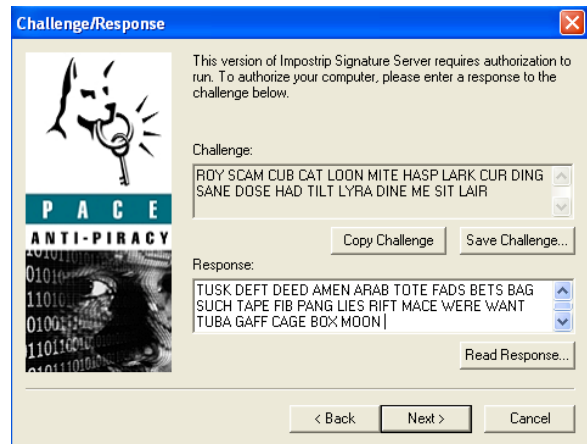 Challenge/Response
This version of Impostrip Signature Server requires authorization to
run. To authorize your computer, please enter a response to the
challenge below.
Challenge:
ROY SCAM CUB CAT LOON MITE HASP LARK CUR DING
SANE DOSE HAD TILT LYRA DINE ME SIT LAIR
Copy Challenge
Save Challenge...
PACE
ANTI-PIRACY
Response:
TUSK DEFT DEED AMEN ARAB TOTE FADS BETS BAG
SUCH TAPE FIB PANG LIES RIFT MACE WERE WANT
TUBA GAFF CAGE BOX MOON
Read Response...
< Back
Next >
Cancel